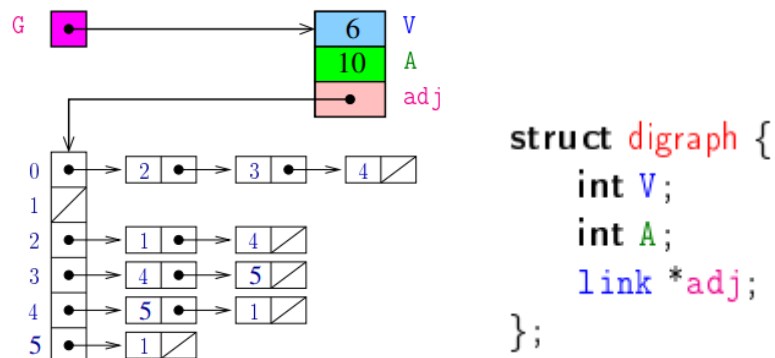 G 6 V
10 A
adj
0 2 3 4
1
2 1 4
3 4 5
4 5 1
5 1
struct digraph {
int V;
int A;
link *adj;
};